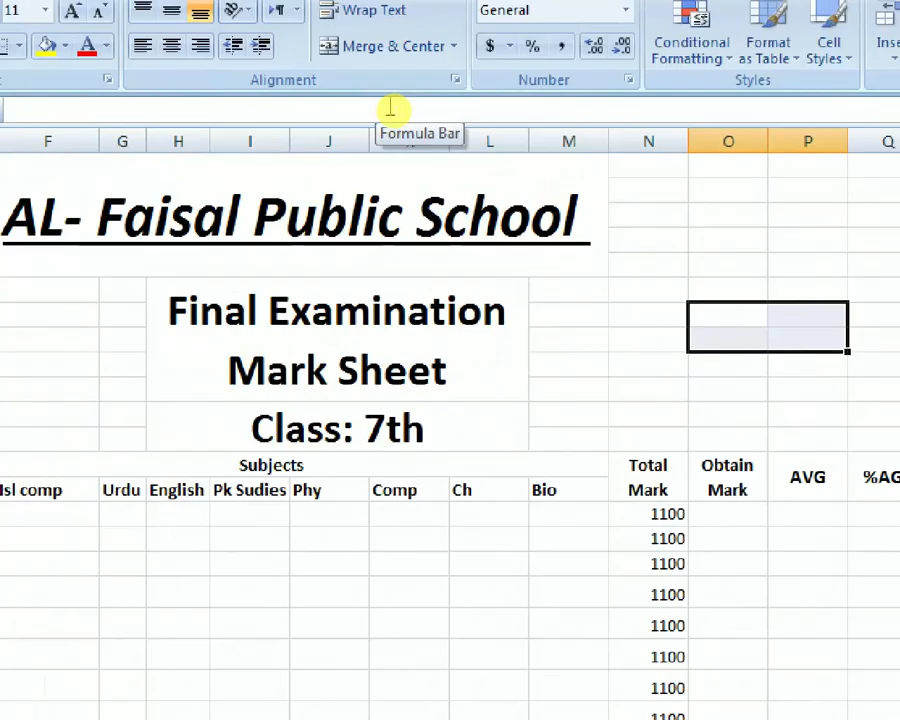 11 Wrap Text General
Merge & Center $ % , .00 .00 Conditional Format Cell
Formatting as Table Styles
Alignment Number Styles
Formula Bar
F G H I J L M N O P Q
AL- Faisal Public School
Final Examination
Mark Sheet
Class: 7th
Subjects
Total Mark Obtain Mark AVG
Isl comp Urdu English Pk Sudies Phy Comp Ch Bio
1100
1100
1100
1100
1100
1100
1100
1100